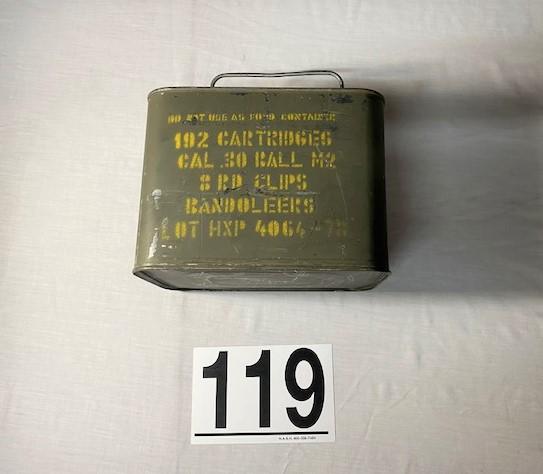 DO NOT USE AS FOOD CONTAINER
192 CARTRIDGES
CAL .30 BALL M2
8 RD CLIPS
BANDOLEERS
LOT HXP 4064
119